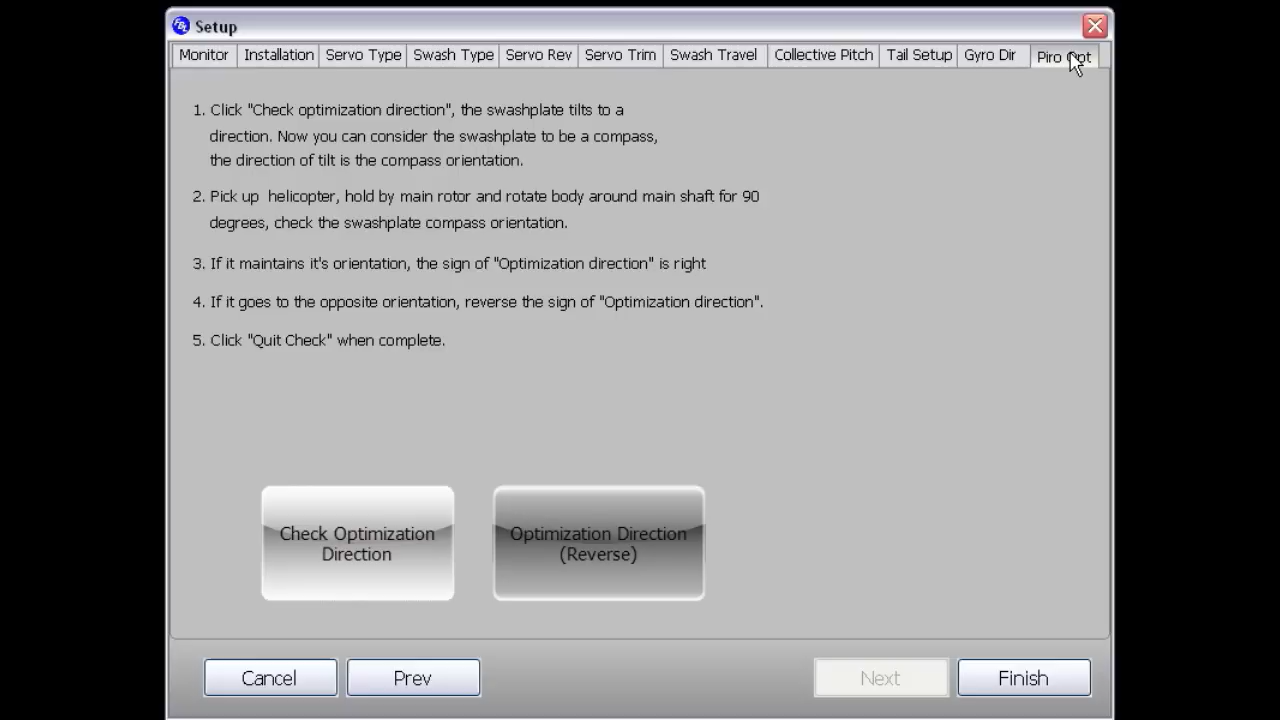 Setup
Monitor Installation Servo Type Swash Type Servo Rev Servo Trim Swash Travel Collective Pitch Tail Setup Gyro Dir Piro Opt
1. Click "Check optimization direction", the swashplate tilts to a
direction. Now you can consider the swashplate to be a compass,
the direction of tilt is the compass orientation.
2. Pick up helicopter, hold by main rotor and rotate body around main shaft for 90
degrees, check the swashplate compass orientation.
3. If it maintains it's orientation, the sign of "Optimization direction" is right
4. If it goes to the opposite orientation, reverse the sign of "Optimization direction".
5. Click "Quit Check" when complete.
Check Optimization
Direction
Optimization Direction
(Reverse)
Cancel Prev Next Finish